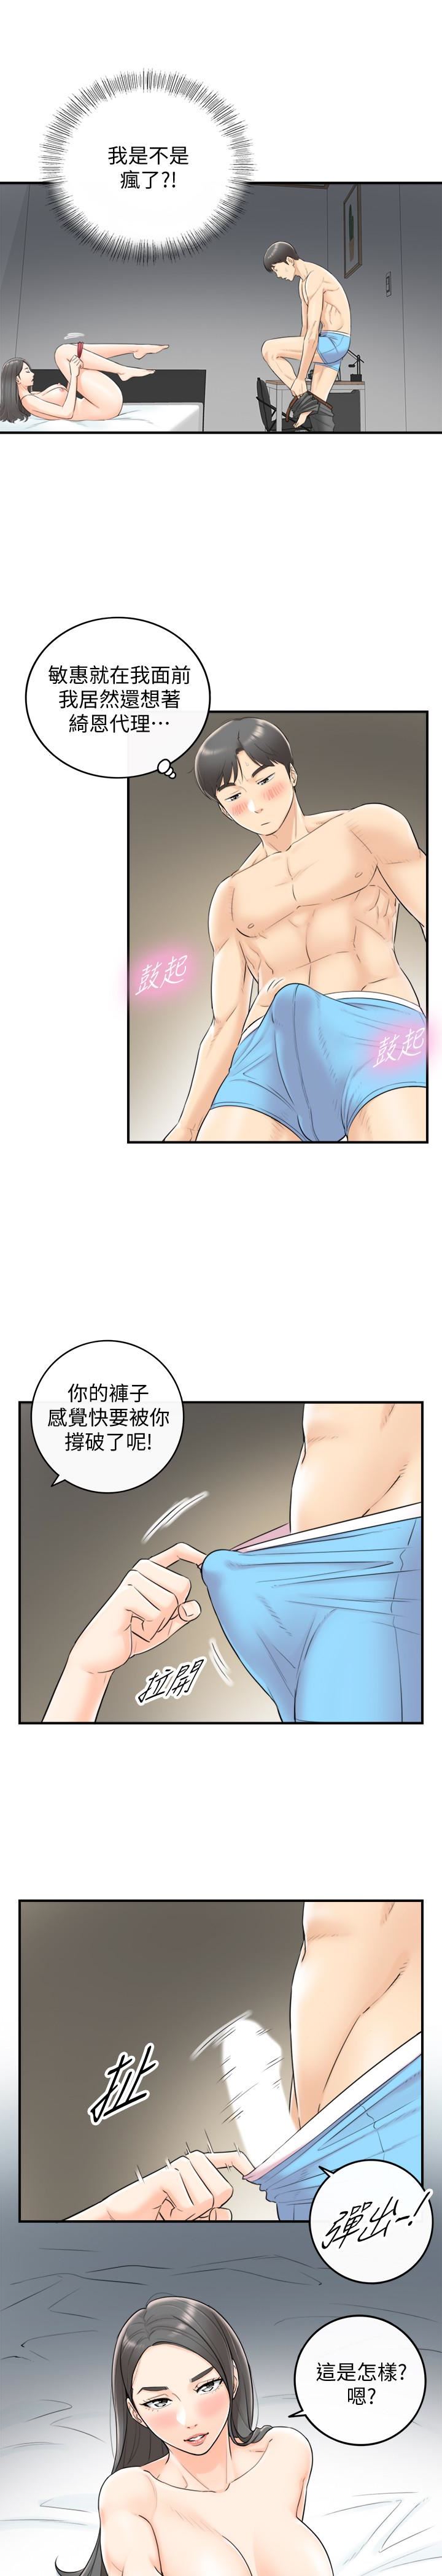 我是不是
瘋了?!
敏惠就在我面前
我居然還想著
綺恩代理…
鼓起
鼓起
你的褲子
感覺快要被你
撐破了呢!
拉開
扯
彈出-!
這是怎樣?
嗯?